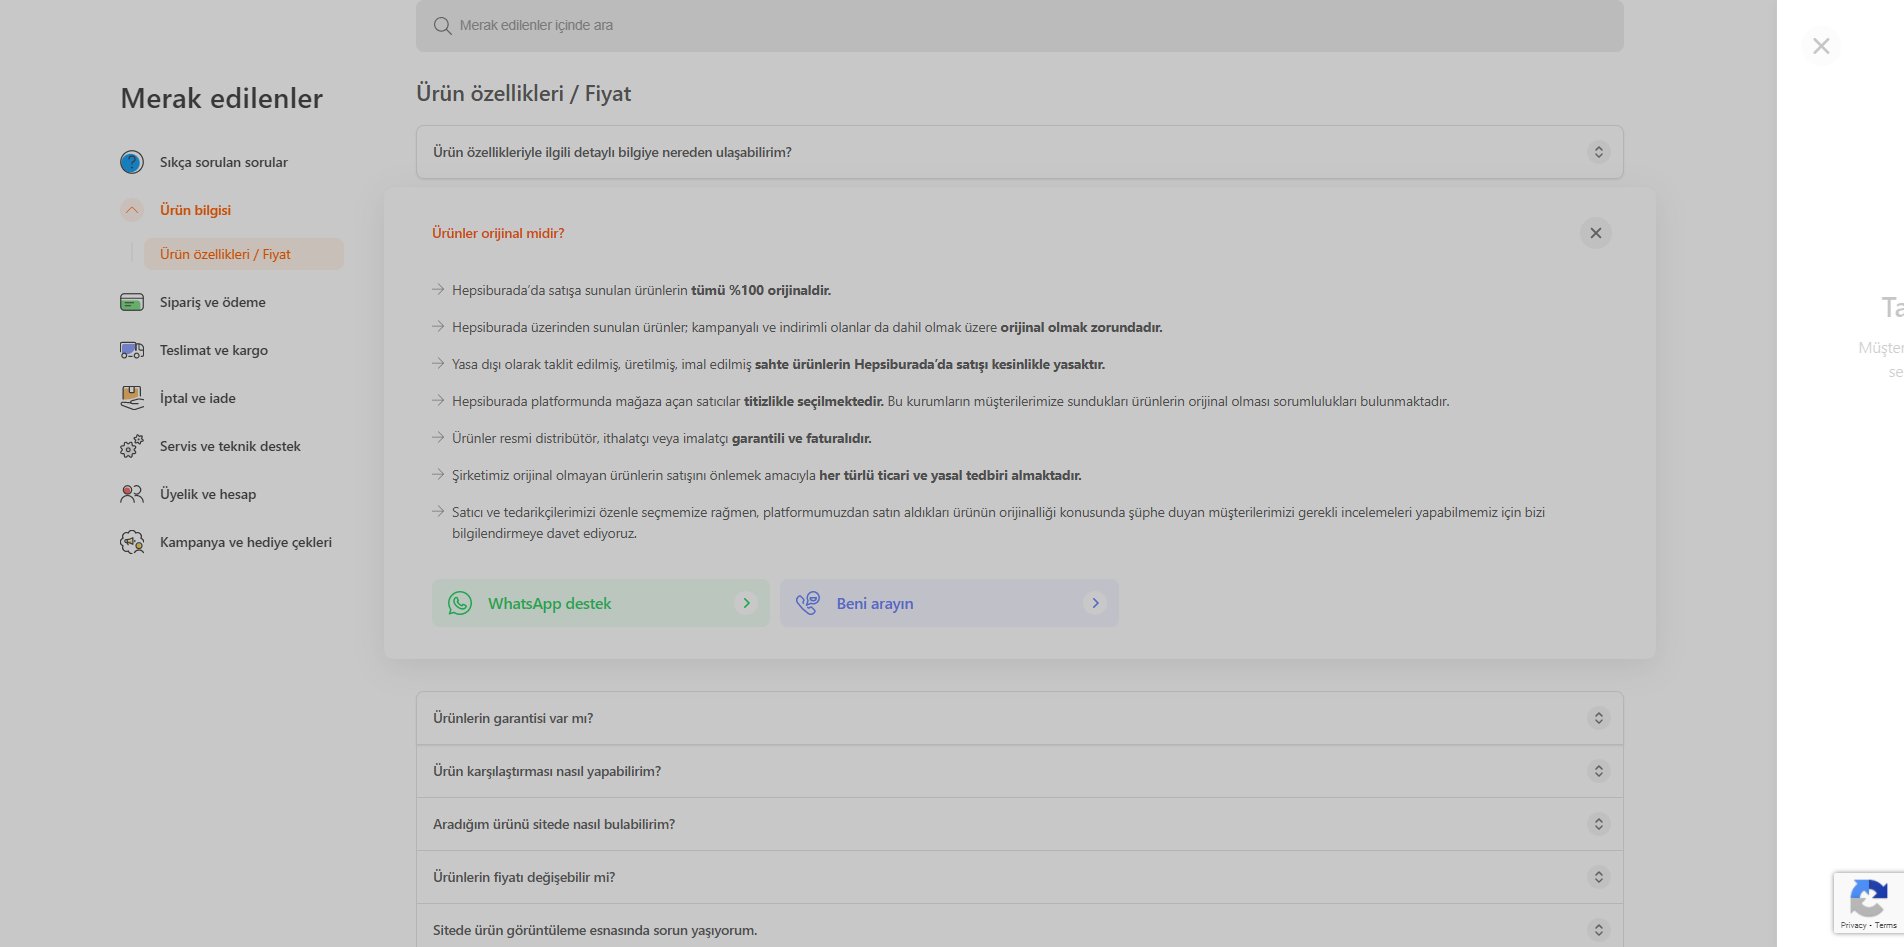 Merak edilenler içinde ara
Merak edilenler
Sıkça sorulan sorular
Ürün bilgisi
Ürün özellikleri / Fiyat
Sipariş ve ödeme
Teslimat ve kargo
İptal ve iade
Servis ve teknik destek
Üyelik ve hesap
Kampanya ve hediye çekleri
Ürün özellikleri / Fiyat
Ürün özellikleriyle ilgili detaylı bilgiye nereden ulaşabilirim?
Ürünler orijinal midir?
Hepsiburada’da satışa sunulan ürünlerin tümü %100 orijinaldir.
Hepsiburada üzerinden sunulan ürünler; kampanyalı ve indirimli olanlar da dahil olmak üzere orijinal olmak zorundadır.
Yasa dışı olarak taklit edilmiş, üretilmiş, imal edilmiş sahte ürünlerin Hepsiburada’da satışı kesinlikle yasaktır.
Hepsiburada platformunda mağaza açan satıcılar titizlikle seçilmektedir. Bu kurumların müşterilerimize sundukları ürünlerin orijinal olması sorumlulukları bulunmaktadır.
Ürünler resmi distribütör, ithalatçı veya imalatçı garantili ve faturalıdır.
Şirketimiz orijinal olmayan ürünlerin satışını önlemek amacıyla her türlü ticari ve yasal tedbiri almaktadır.
Satıcı ve tedarikçilerimizi özenle seçmemize rağmen, platformumuzdan satın aldıkları ürünün orijinalliği konusunda şüphe duyan müşterilerimizi gerekli incelemeleri yapabilmemiz için bizi
bilgilendirmeye davet ediyoruz.
WhatsApp destek
Beni arayın
Ürünlerin garantisi var mı?
Ürün karşılaştırması nasıl yapabilirim?
Aradığım ürünü sitede nasıl bulabilirim?
Ürünlerin fiyatı değişebilir mi?
Sitede ürün görüntüleme esnasında sorun yaşıyorum.
Ta
Müşter
se
Privacy - Terms